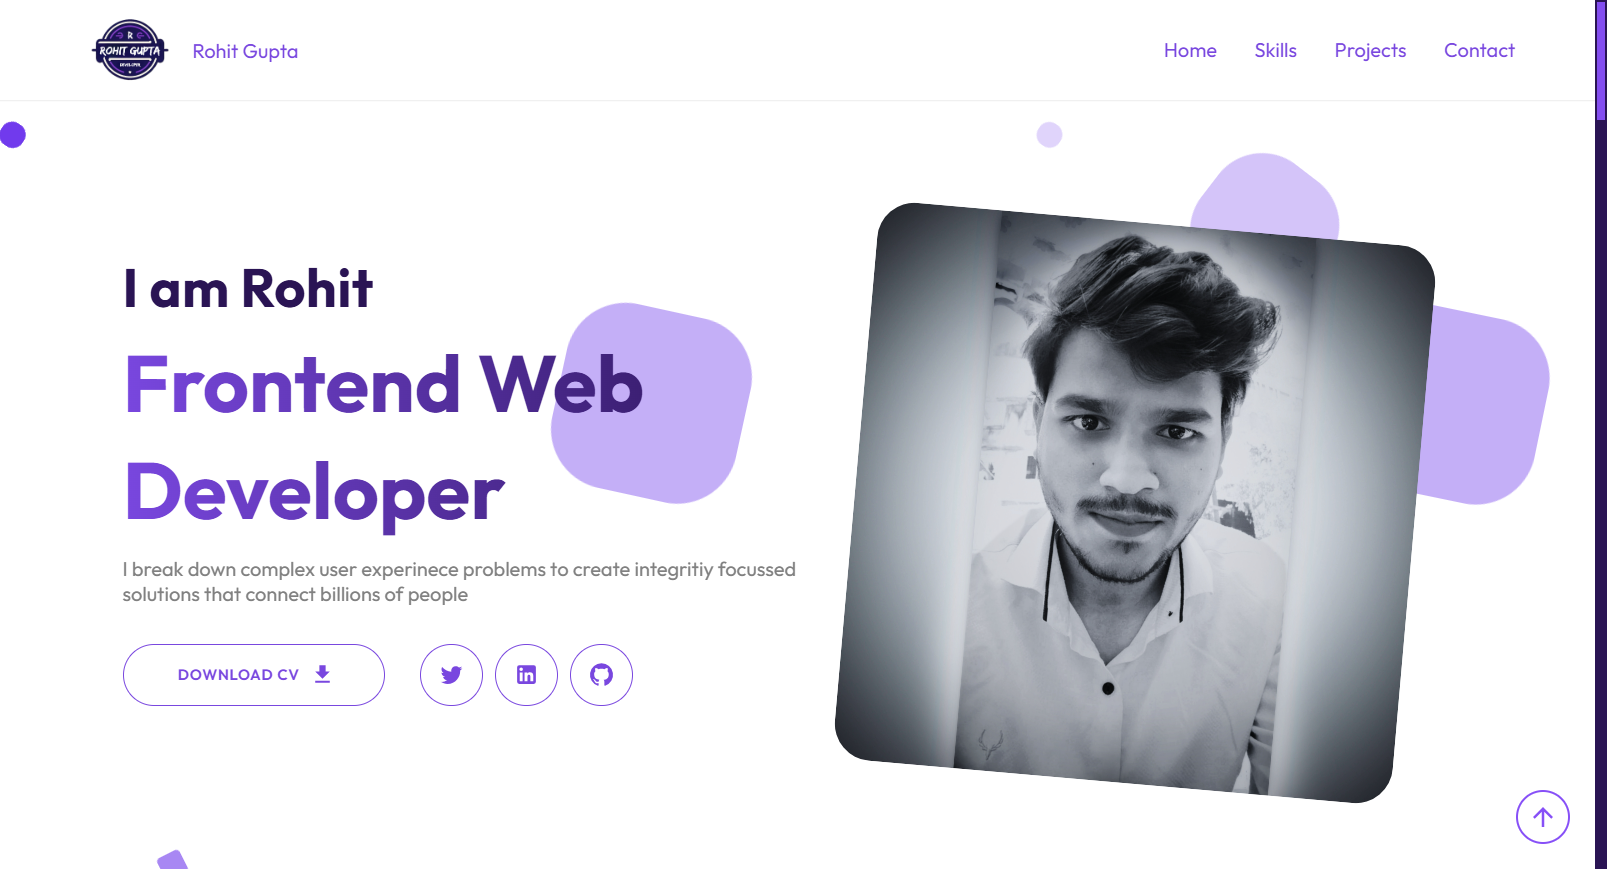 R
ROHIT GUPTA
DEVELOPER
Rohit Gupta
Home
Skills
Projects
Contact
I am Rohit
Frontend Web
Developer
I break down complex user experinece problems to create integritiy focussed
solutions that connect billions of people
DOWNLOAD CV
in